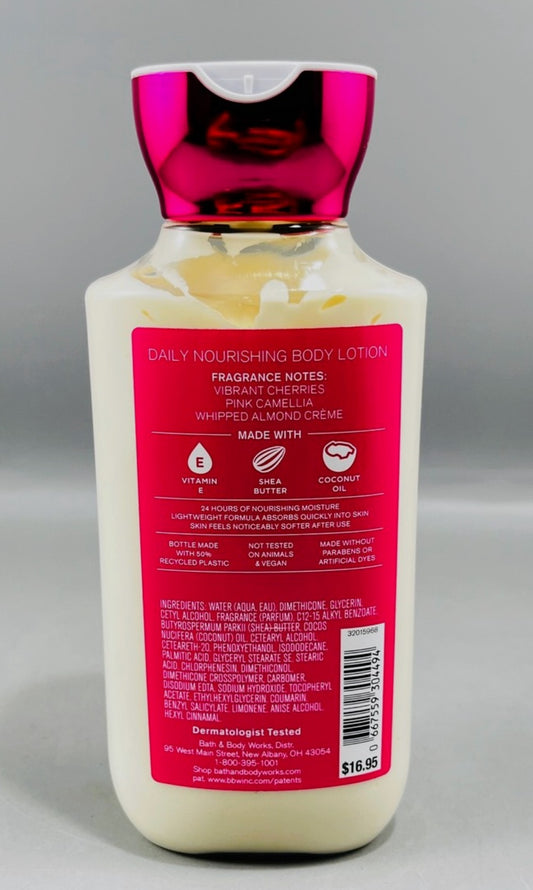 DAILY NOURISHING BODY LOTION
FRAGRANCE NOTES:
VIBRANT CHERRIES
PINK CAMELLIA
WHIPPED ALMOND CRÈME
MADE WITH
E
VITAMIN
E
SHEA
BUTTER
COCONUT
OIL
24 HOURS OF NOURISHING MOISTURE
LIGHTWEIGHT FORMULA ABSORBS QUICKLY INTO SKIN
SKIN FEELS NOTICEABLY SOFTER AFTER USE
BOTTLE MADE
WITH 50%
RECYCLED PLASTIC
NOT TESTED
ON ANIMALS
& VEGAN
MADE WITHOUT
PARABENS OR
ARTIFICIAL DYES
INGREDIENTS: WATER (AQUA, EAU), DIMETHICONE, GLYCERIN,
CETYL ALCOHOL, FRAGRANCE (PARFUM), C12-15 ALKYL BENZOATE,
BUTYROSPERMUM PARKII (SHEA) BUTTER, COCOS
NUCIFERA (COCONUT) OIL, CETEARYL ALCOHOL,
CETEARETH-20, PHENOXYETHANOL, ISODODECANE,
PALMITIC ACID, GLYCERYL STEARATE SE, STEARIC
ACID, CHLORPHENESIN, DIMETHICONOL,
DIMETHICONE CROSSPOLYMER, CARBOMER,
DISODIUM EDTA, SODIUM HYDROXIDE, TOCOPHERYL
ACETATE, ETHYLHEXYLGLYCERIN, COUMARIN,
BENZYL SALICYLATE, LIMONENE, ANISE ALCOHOL,
HEXYL CINNAMAL
32015968
0 667559 304494
$16.95
Dermatologist Tested
Bath & Body Works, Distr.
95 West Main Street, New Albany, OH 43054
1-800-395-1001
Shop bathandbodyworks.com
pat. www.bbwinc.com/patents